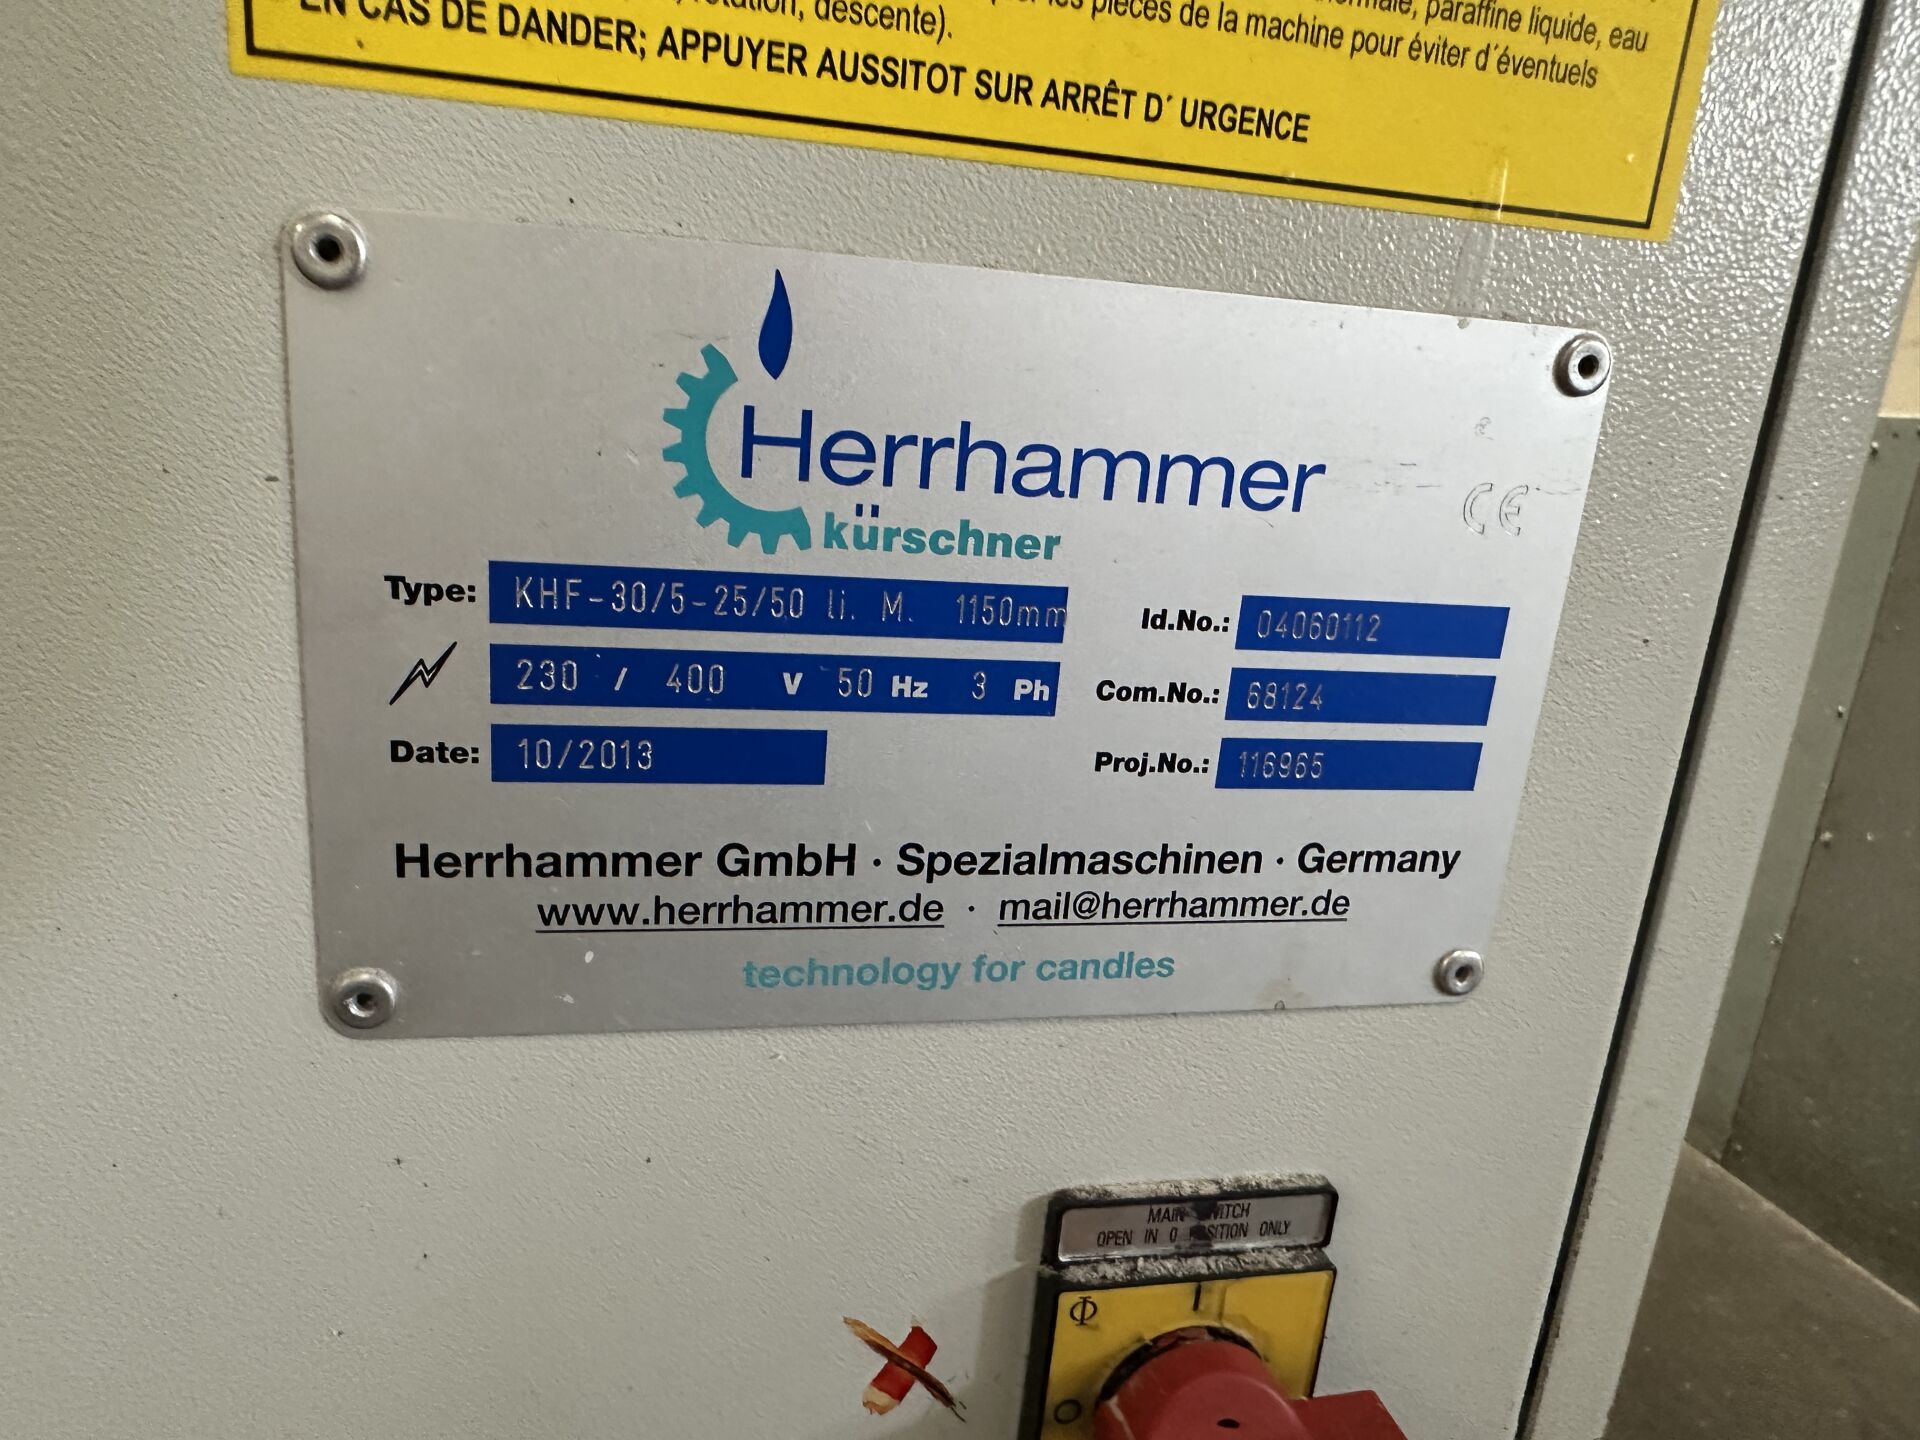 les pièces de la machine pour éviter d´éventuels
paraffine liquide, eau
descente).
EN CAS DE DANDER; APPUYER AUSSITOT SUR ARRÊT D´ URGENCE
Herrhammer
kürschner
CE
Type: KHF-30/5-25/50 li. M. 1150mm
Id.No.: 04060112
230 / 400 V 50 Hz 3 Ph
Com.No.: 68124
Date: 10/2013
Proj.No.: 116965
Herrhammer GmbH · Spezialmaschinen · Germany
www.herrhammer.de · mail@herrhammer.de
technology for candles
MAIN SWITCH
OPEN IN 0 POSITION ONLY
I
O